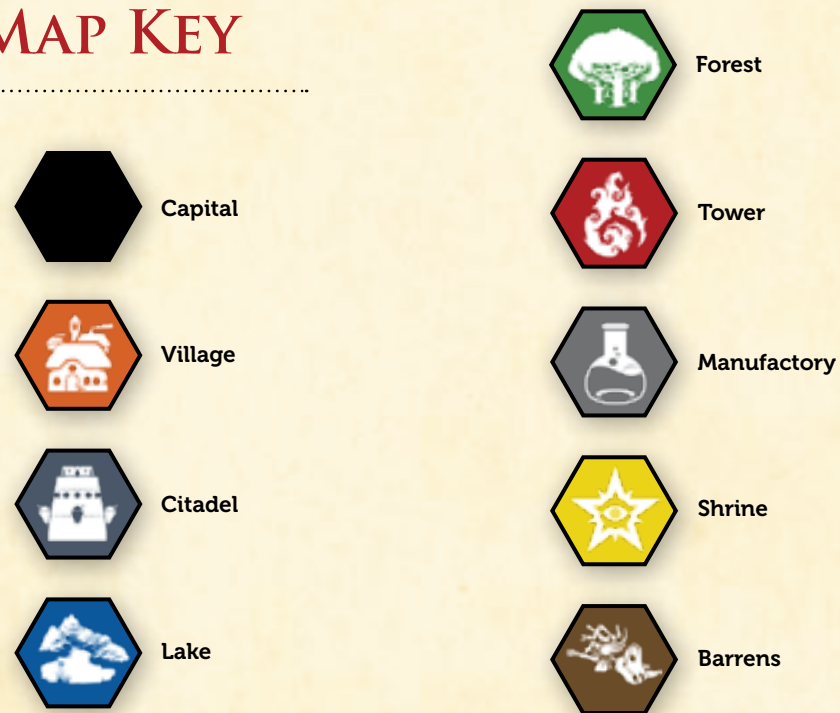 MAP KEY
Capital
Village
Citadel
Lake
Forest
Tower
Manufactory
Shrine
Barrens